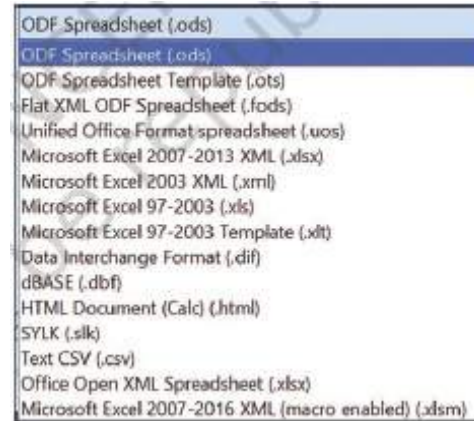 ODF Spreadsheet (.ods)
ODF Spreadsheet (.ods)
ODF Spreadsheet Template (.ots)
Flat XML ODF Spreadsheet (.fods)
Unified Office Format spreadsheet (.uos)
Microsoft Excel 2007-2013 XML (.xlsx)
Microsoft Excel 2003 XML (.xml)
Microsoft Excel 97-2003 (.xls)
Microsoft Excel 97-2003 Template (.xlt)
Data Interchange Format (.dif)
dBASE (.dbf)
HTML Document (Calc) (.html)
SYLK (.slk)
Text CSV (.csv)
Office Open XML Spreadsheet (.xlsx)
Microsoft Excel 2007-2016 XML (macro enabled) (.xlsm)